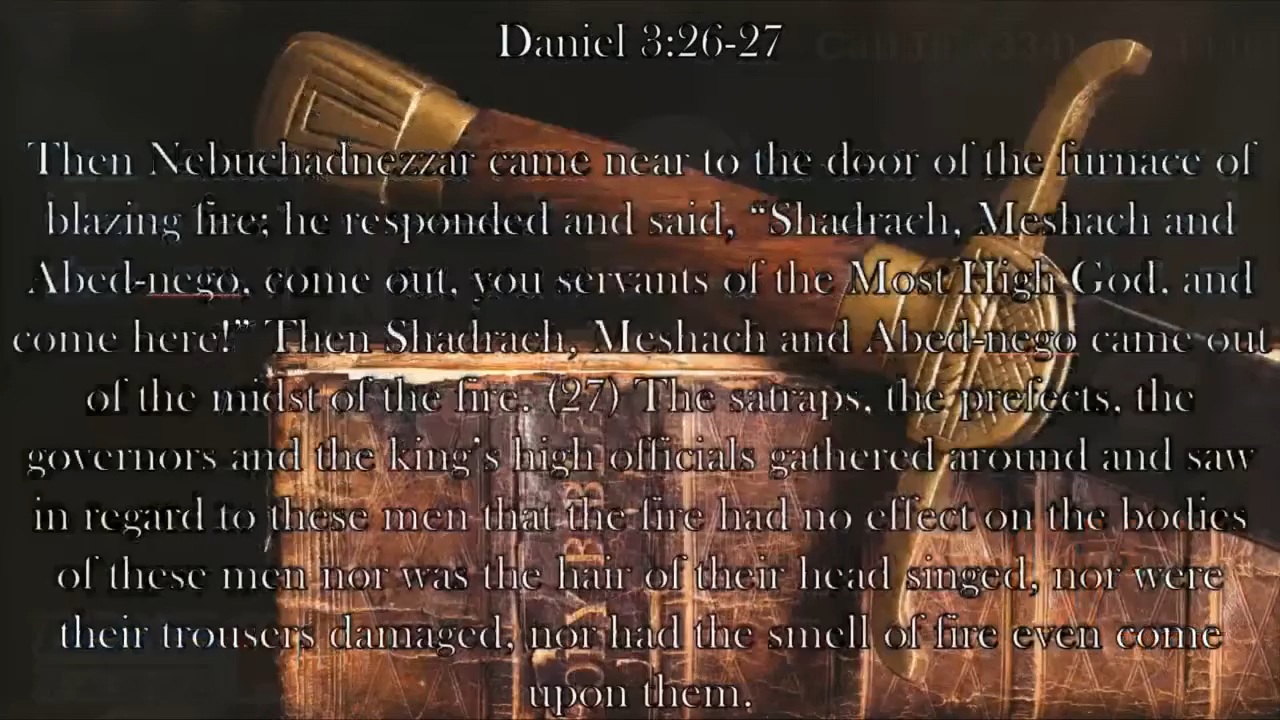 Daniel 3:26-27
Then Nebuchadnezzar came near to the door of the furnace of
blazing fire; he responded and said, “Shadrach, Meshach and
Abed-nego, come out, you servants of the Most High God, and
come here!” Then Shadrach, Meshach and Abed-nego came out
of the midst of the fire. (27) The satraps, the prefects, the
governors and the king's high officials gathered around and saw
in regard to these men that the fire had no effect on the bodies
of these men nor was the hair of their head singed, nor were
their trousers damaged, nor had the smell of fire even come
upon them.